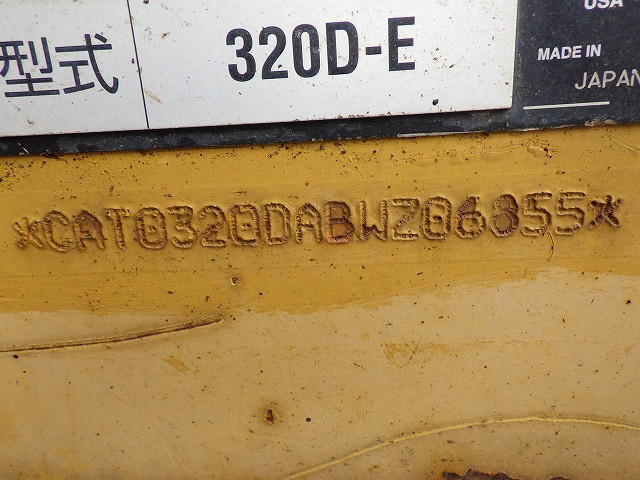 型式 320D-E
USA
MADE IN
JAPAN
*CAT0320DABWZ06855*